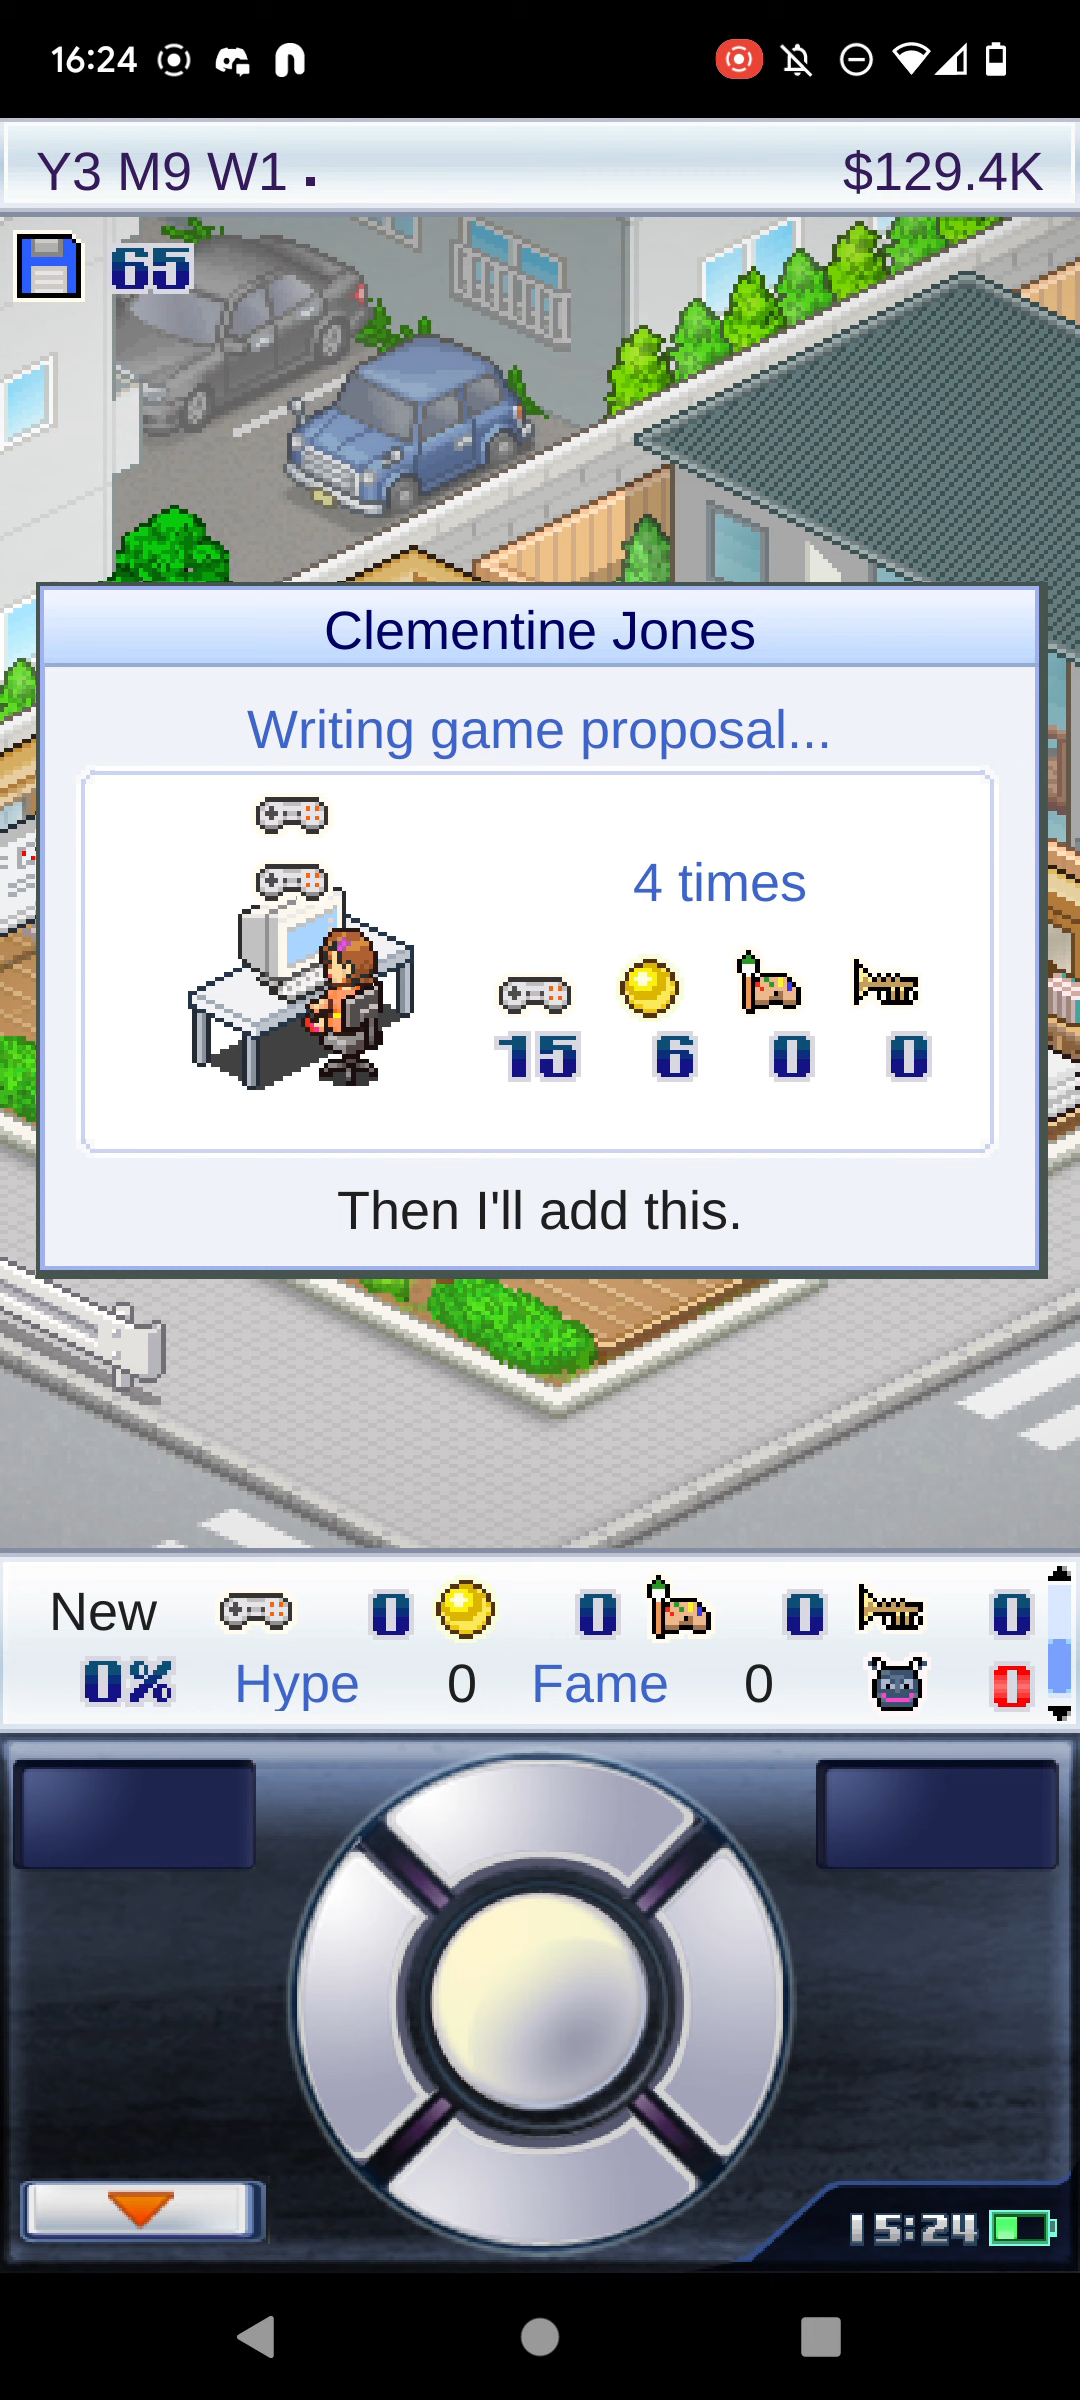 16:24
Y3 M9 W1 .
$129.4K
65
Clementine Jones
Writing game proposal...
4 times
15 6 0 0
Then I'll add this.
New 0 0 0 0
0% Hype 0 Fame 0 0
15:24